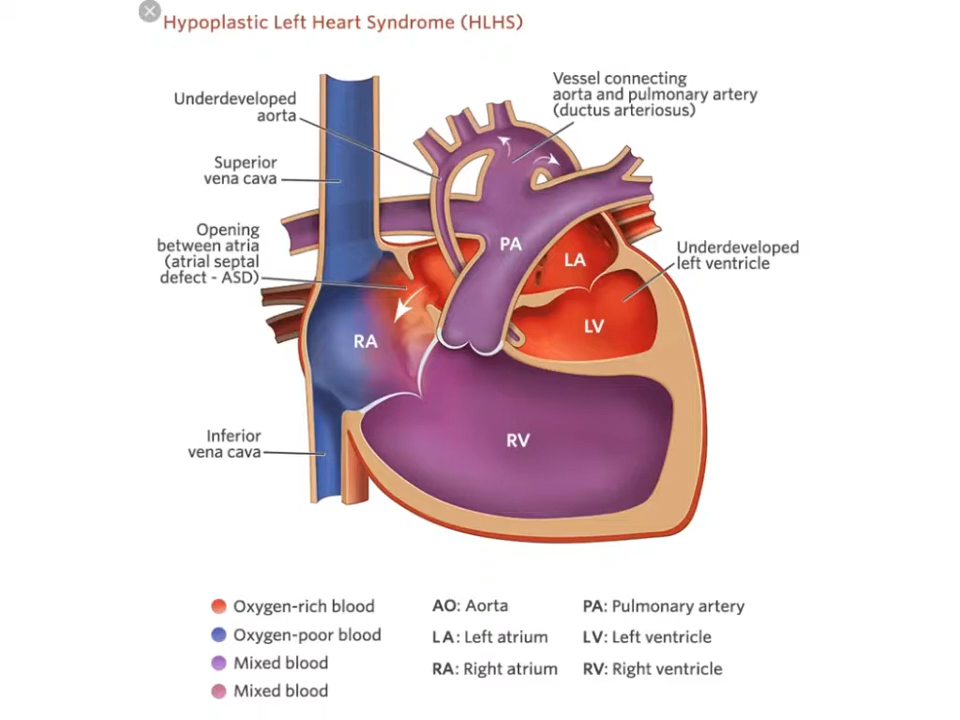 Hypoplastic Left Heart Syndrome (HLHS)
Vessel connecting
aorta and pulmonary artery
(ductus arteriosus)
Underdeveloped
aorta
Superior
vena cava
Opening
between atria
(atrial septal
defect - ASD)
Underdeveloped
left ventricle
PA
LA
LV
RA
RV
Inferior
vena cava
Oxygen-rich blood
Oxygen-poor blood
Mixed blood
Mixed blood
AO: Aorta
LA: Left atrium
RA: Right atrium
PA: Pulmonary artery
LV: Left ventricle
RV: Right ventricle